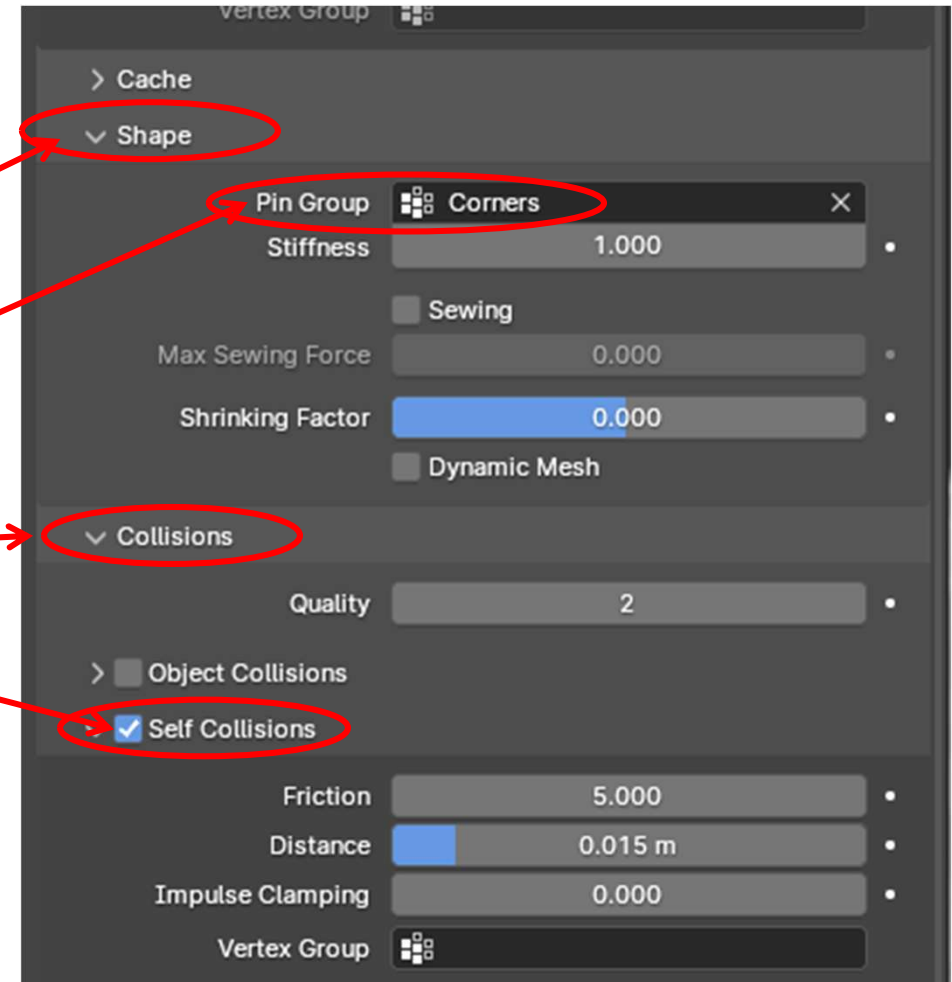 Vertex Group
Cache
Shape
Pin Group Corners
Stiffness 1.000
Sewing
Max Sewing Force 0.000
Shrinking Factor 0.000
Dynamic Mesh
Collisions
Quality 2
Object Collisions
Self Collisions
Friction 5.000
Distance 0.015 m
Impulse Clamping 0.000
Vertex Group